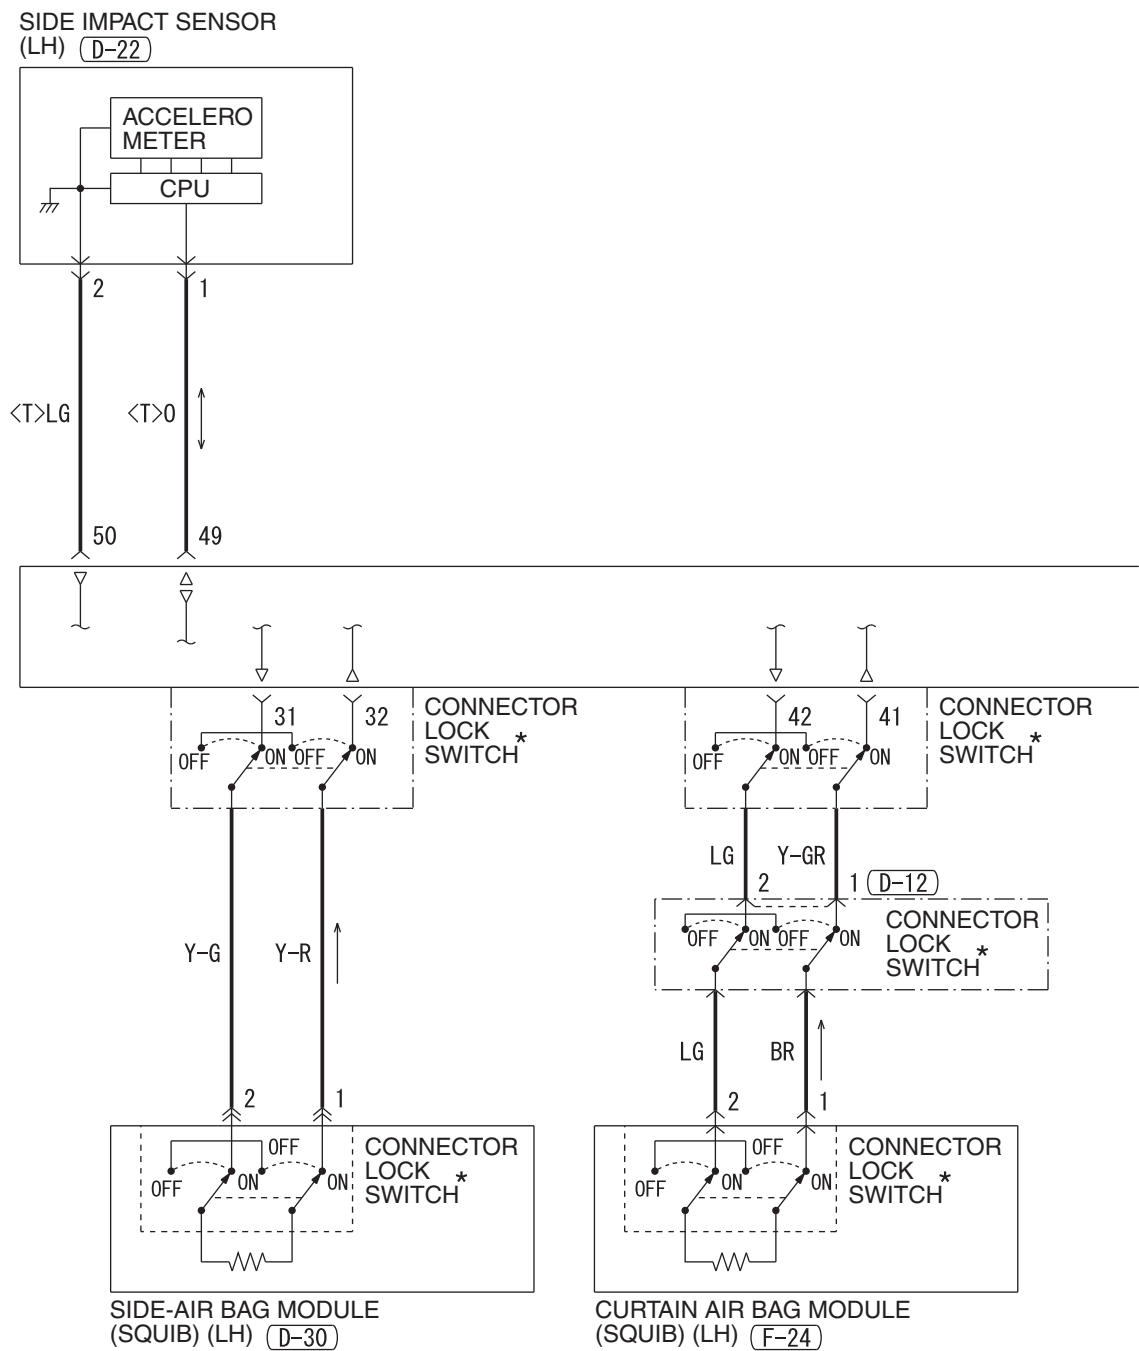 SIDE IMPACT SENSOR
(LH) D-22
ACCELERO
METER
CPU
2 1
<T>LG <T>O
50 49
31 32 CONNECTOR
LOCK
SWITCH*
OFF ON OFF ON
42 41 CONNECTOR
LOCK
SWITCH*
OFF ON OFF ON
LG Y-GR
2 1 D-12
CONNECTOR
LOCK
SWITCH*
OFF ON OFF ON
Y-G Y-R
LG BR
2 1
2 1
OFF CONNECTOR
LOCK
SWITCH*
OFF ON ON
OFF CONNECTOR
LOCK
SWITCH*
OFF ON ON
SIDE-AIR BAG MODULE
(SQUIB) (LH) D-30
CURTAIN AIR BAG MODULE
(SQUIB) (LH) F-24